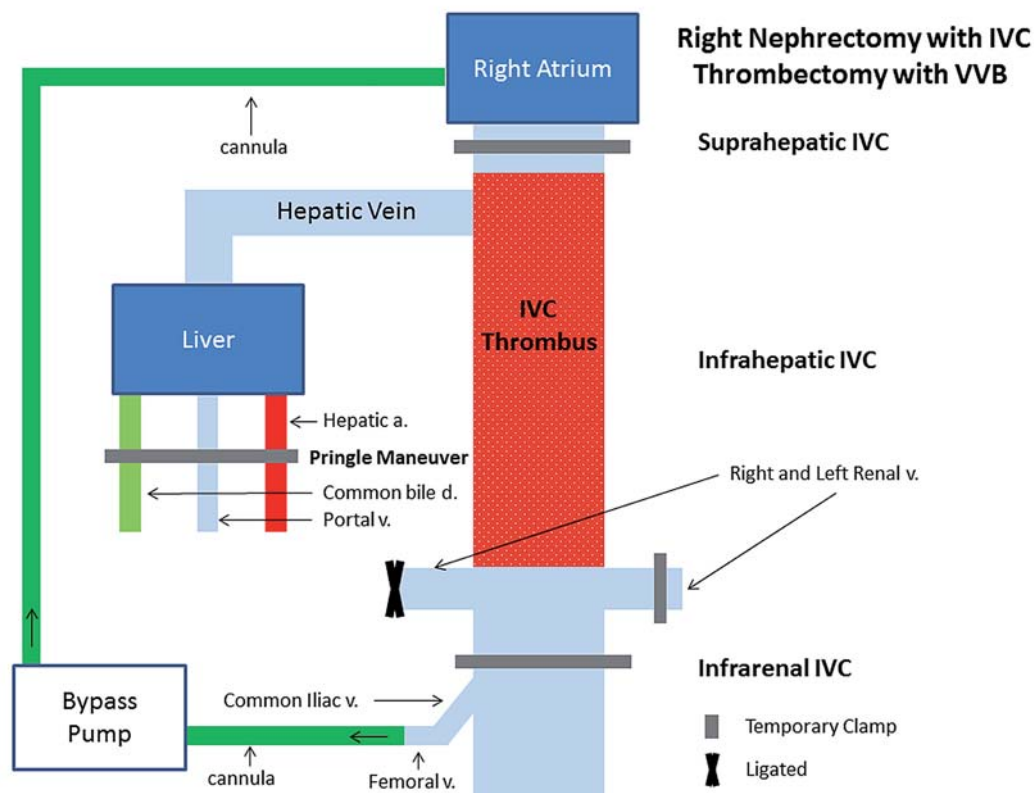 Right Nephrectomy with IVC
Thrombectomy with VVB
Right Atrium
cannula
Suprahepatic IVC
Hepatic Vein
Liver
IVC
Thrombus
Infrahepatic IVC
Hepatic a.
Pringle Maneuver
Common bile d.
Portal v.
Right and Left Renal v.
Infrarenal IVC
Bypass
Pump
Common Iliac v.
Temporary Clamp
cannula
Femoral v.
Ligated